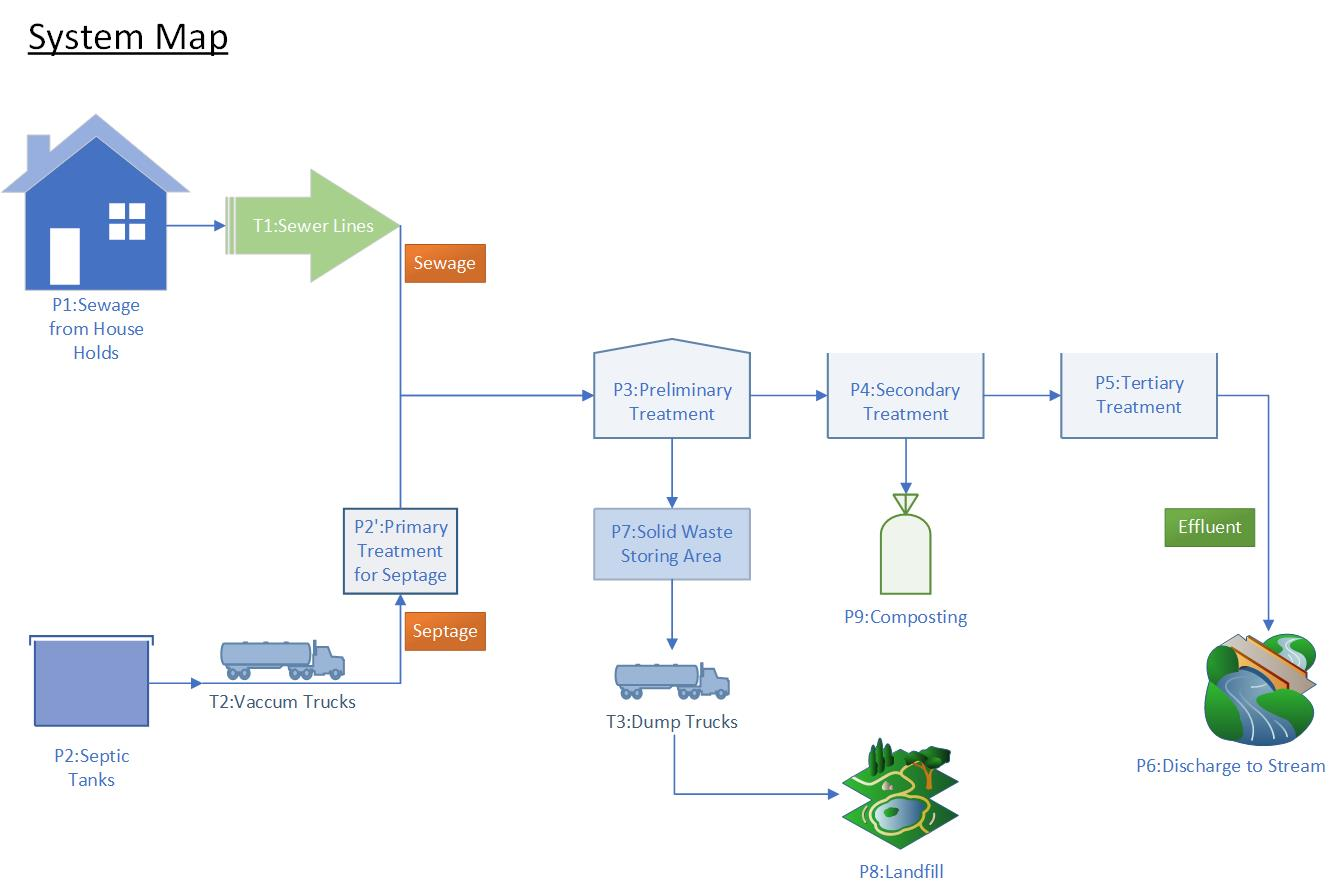 System Map
T1:Sewer Lines
Sewage
P1:Sewage
from House
Holds
P3:Preliminary
Treatment
P4:Secondary
Treatment
P5:Tertiary
Treatment
P2':Primary
Treatment
for Septage
P7:Solid Waste
Storing Area
Effluent
P9:Composting
Septage
T2:Vaccum Trucks
P2:Septic
Tanks
T3:Dump Trucks
P6:Discharge to Stream
P8:Landfill